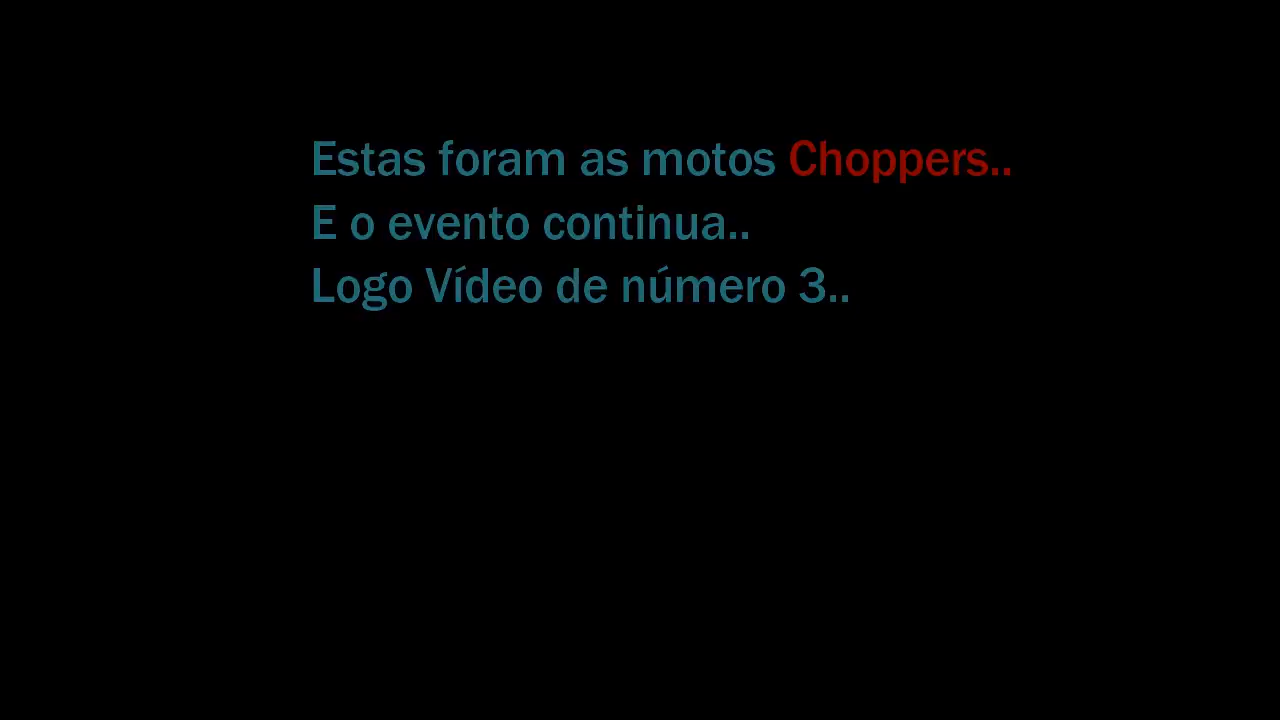 Estas foram as motos Choppers..
E o evento continua..
Logo Vídeo de número 3..